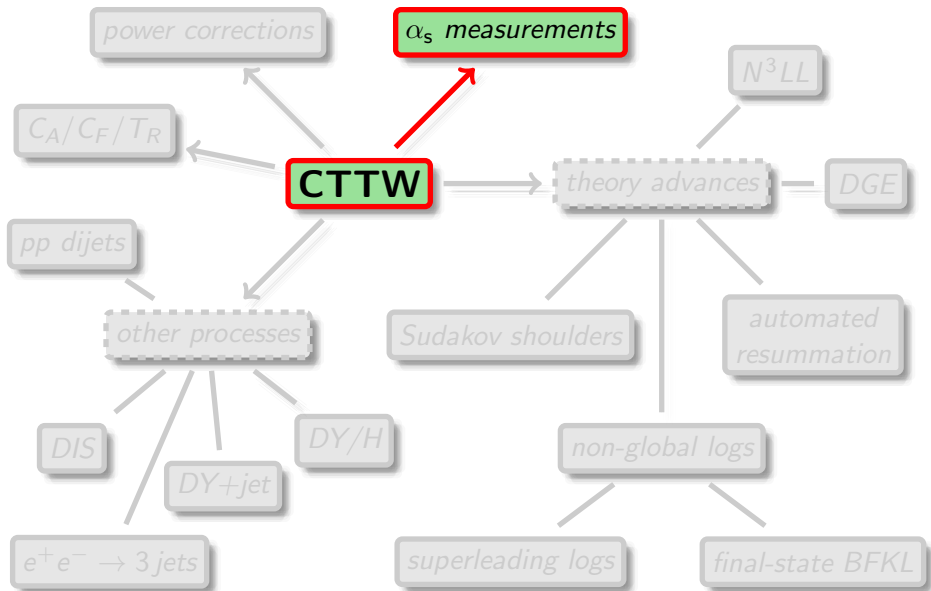 power corrections
αs measurements
N³LL
CA/CF/TR
CTTW
theory advances
DGE
pp dijets
other processes
Sudakov shoulders
automated
resummation
DIS
DY+jet
DY/H
non-global logs
e⁺e⁻ → 3 jets
superleading logs
final-state BFKL